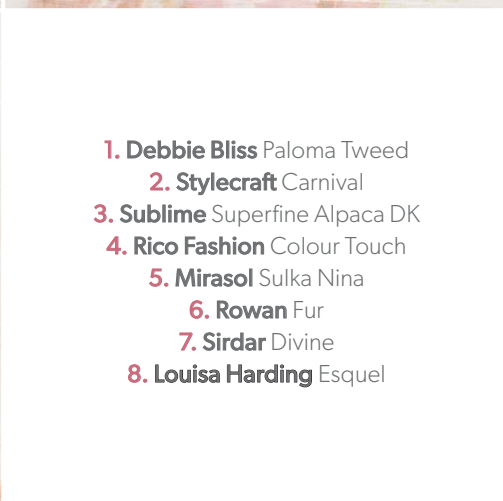 1. Debbie Bliss Paloma Tweed
2. Stylecraft Carnival
3. Sublime Superfine Alpaca DK
4. Rico Fashion Colour Touch
5. Mirasol Sulka Nina
6. Rowan Fur
7. Sirdar Divine
8. Louisa Harding Esquel